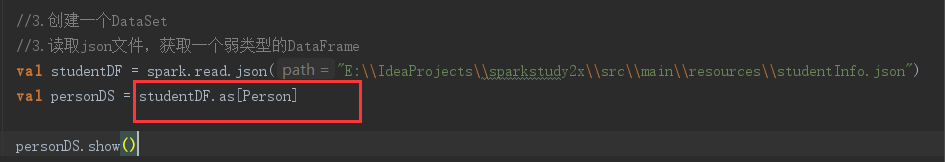 //3.创建一个DataSet
//3.读取json文件，获取一个弱类型的DataFrame
val studentDF = spark.read.json( path = "E:\\IdeaProjects\\sparkstudy2x\\src\\main\\resources\\studentInfo.json")
val personDS = studentDF.as[Person]
personDS.show()